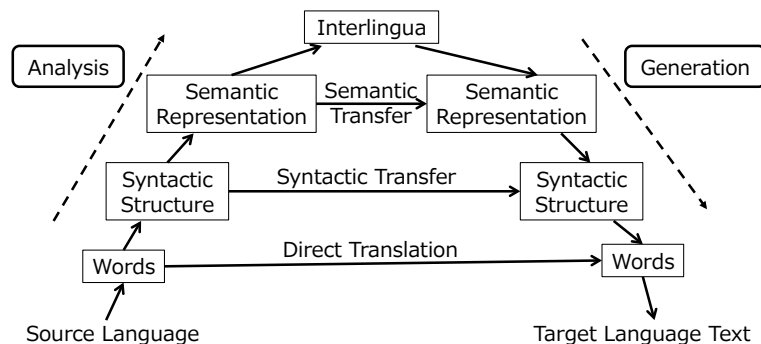 Interlingua
Analysis
Generation
Semantic
Representation
Semantic
Transfer
Semantic
Representation
Syntactic
Structure
Syntactic Transfer
Syntactic
Structure
Words
Direct Translation
Words
Source Language
Target Language Text